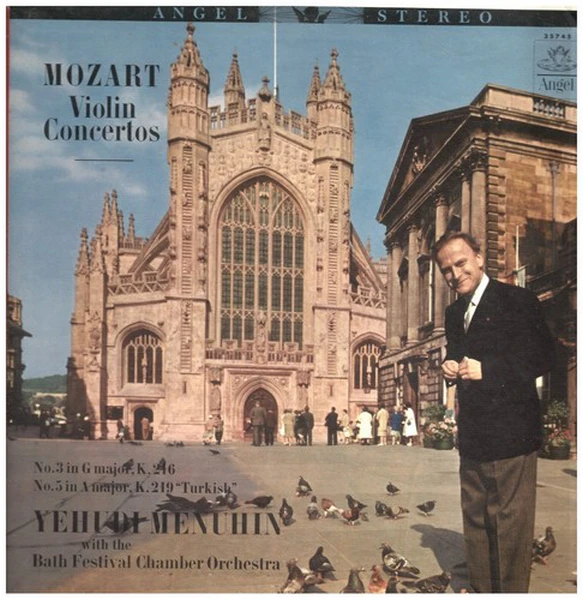 ANGEL STEREO
35745
Angel
MOZART
Violin
Concertos
No.3 in G major, K. 216
No.5 in A major, K. 219 "Turkish"
YEHUDI MENUHIN
with the
Bath Festival Chamber Orchestra